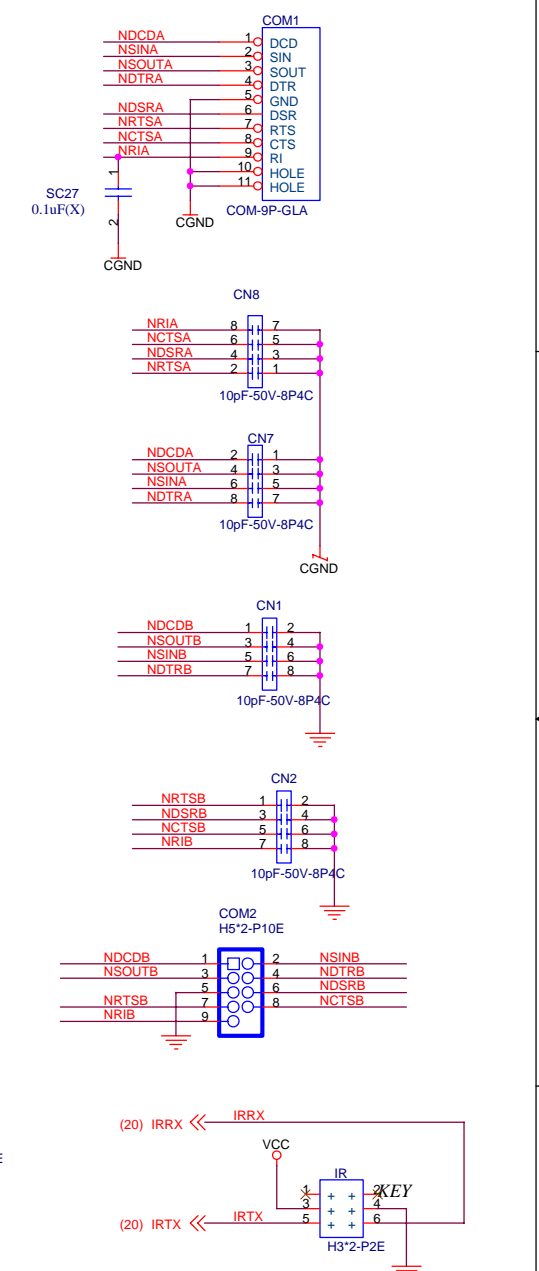 COM1
NDCDA 1 DCD
NSINA 2 SIN
NSOUTA 3 SOUT
NDTRA 4 DTR
5 GND
NDSRA 6 DSR
NRTSA 7 RTS
NCTSA 8 CTS
NRIA 9 RI
10 HOLE
11 HOLE
COM-9P-GLA
1
SC27
0.1uF(X)
2
CGND
CGND
CN8
NRIA 8 7
NCTSA 6 5
NDSRA 4 3
NRTSA 2 1
10pF-50V-8P4C
CN7
NDCDA 2 1
NSOUTA 4 3
NSINA 6 5
NDTRA 8 7
10pF-50V-8P4C
CGND
CN1
NDCDB 1 2
NSOUTB 3 4
NSINB 5 6
NDTRB 7 8
10pF-50V-8P4C
CN2
NRTSB 1 2
NDSRB 3 4
NCTSB 5 6
NRIB 7 8
10pF-50V-8P4C
COM2
H5*2-P10E
NDCDB 1 2 NSINB
NSOUTB 3 4 NDTRB
5 6 NDSRB
NRTSB 7 8 NCTSB
NRIB 9
(20) IRRX IRRX
VCC
E
IR
1 2 KEY
3 4
(20) IRTX IRTX 5 6
H3*2-P2E